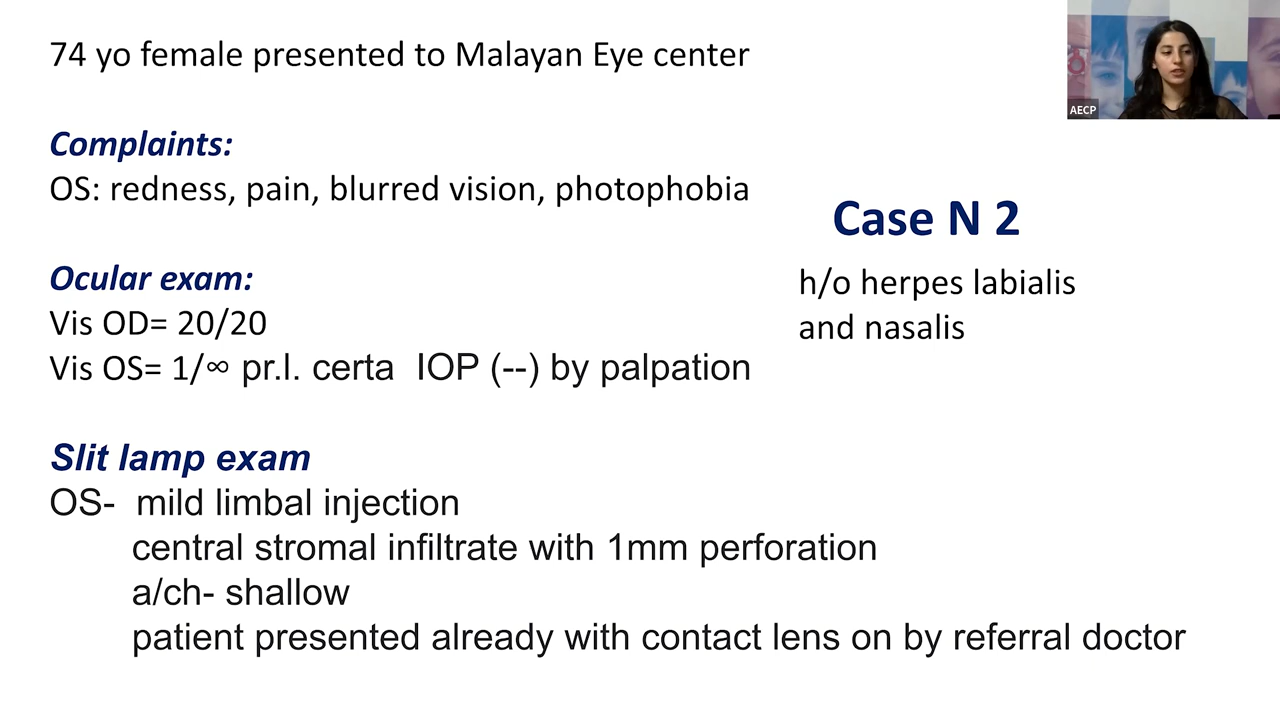 74 yo female presented to Malayan Eye center
Complaints:
OS: redness, pain, blurred vision, photophobia
Ocular exam:
Vis OD= 20/20
Vis OS= 1/∞ pr.l. certa IOP (--) by palpation
Slit lamp exam
OS- mild limbal injection
central stromal infiltrate with 1mm perforation
a/ch- shallow
patient presented already with contact lens on by referral doctor
Case N 2
h/o herpes labialis
and nasalis
AECP